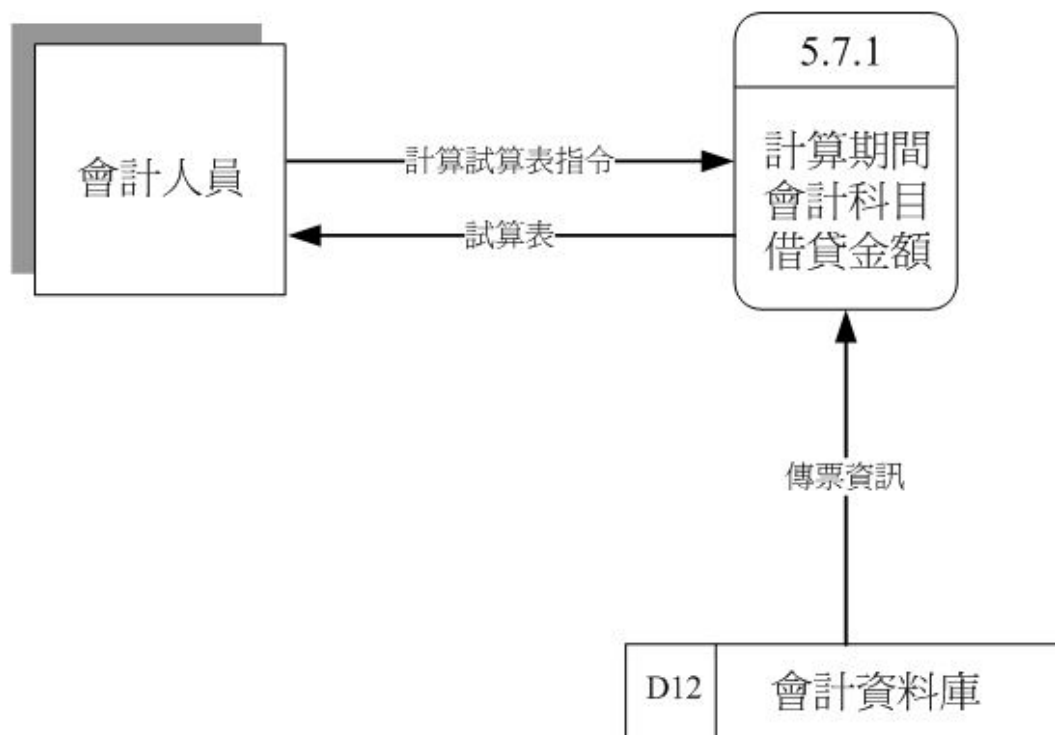 5.7.1
會計人員
計算試算表指令
試算表
計算期間
會計科目
借貸金額
傳票資訊
D12
會計資料庫